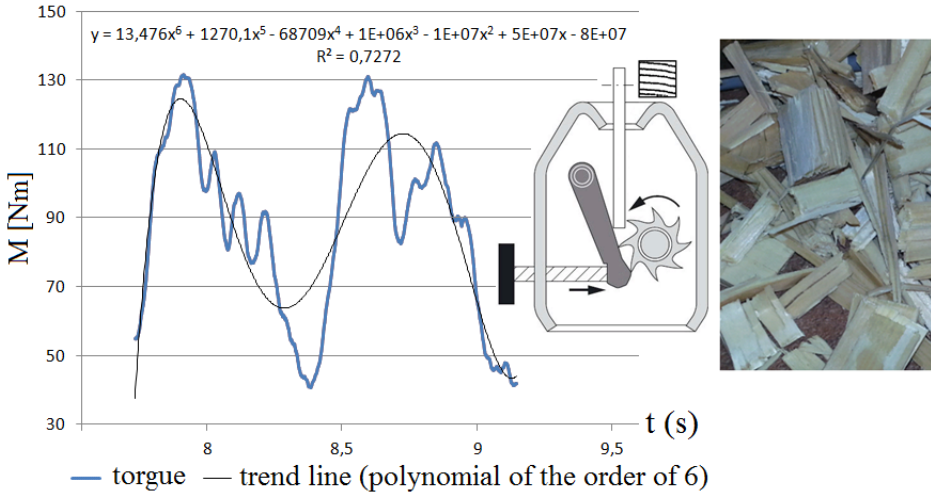 150
y = 13,476x⁶ + 1270,1x⁵ - 68709x⁴ + 1E+06x³ - 1E+07x² + 5E+07x - 8E+07
R² = 0,7272
130
110
M [Nm]
90
70
50
30
8
8,5
9
9,5
t (s)
torgue
trend line (polynomial of the order of 6)